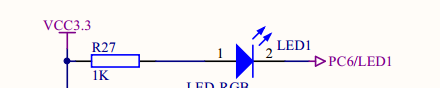 VCC3.3
R27
1K
1
2
LED1
PC6/LED1
LED-RGB